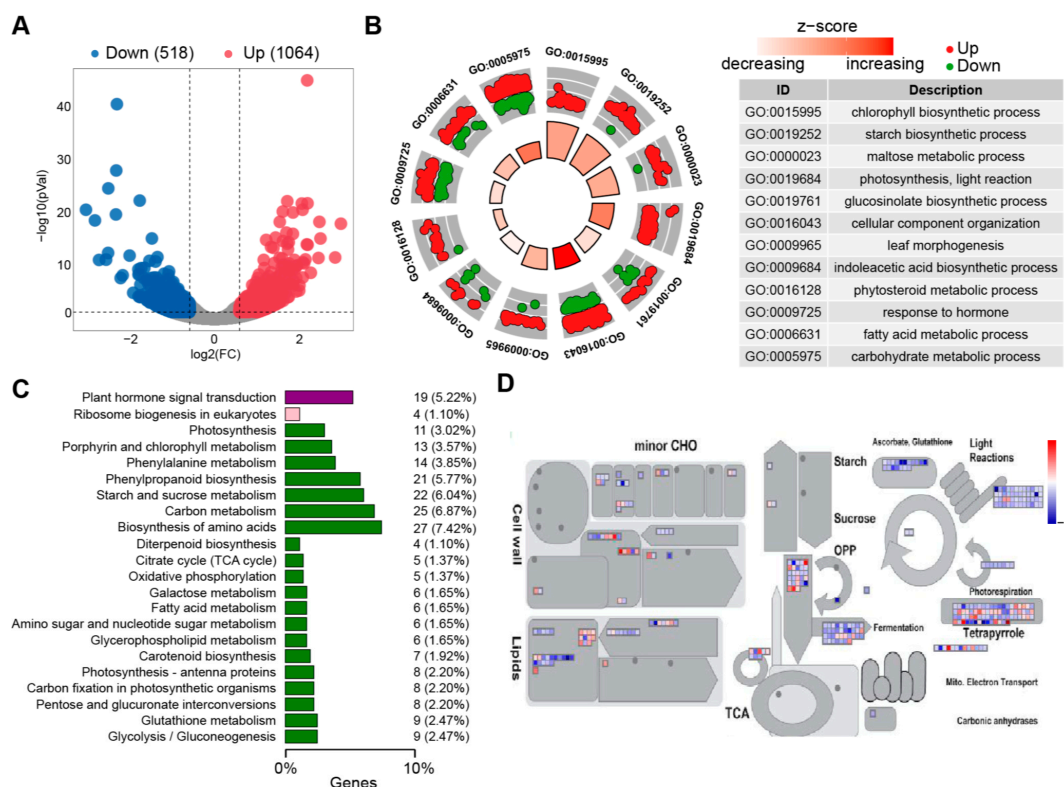 A
Down (518)
Up (1064)
−log10(pVal)
40
30
20
10
0
−2
0
2
log2(FC)
B
GO:0005975
GO:0015995
GO:0019252
GO:0000023
GO:0019684
GO:0019761
GO:0016043
GO:0009965
GO:0009684
GO:0016128
GO:0009725
GO:0006631
z−score
decreasing
increasing
Up
Down
ID Description
GO:0015995 chlorophyll biosynthetic process
GO:0019252 starch biosynthetic process
GO:0000023 maltose metabolic process
GO:0019684 photosynthesis, light reaction
GO:0019761 glucosinolate biosynthetic process
GO:0016043 cellular component organization
GO:0009965 leaf morphogenesis
GO:0009684 indoleacetic acid biosynthetic process
GO:0016128 phytosteroid metabolic process
GO:0009725 response to hormone
GO:0006631 fatty acid metabolic process
GO:0005975 carbohydrate metabolic process
C
Plant hormone signal transduction 19 (5.22%)
Ribosome biogenesis in eukaryotes 4 (1.10%)
Photosynthesis 11 (3.02%)
Porphyrin and chlorophyll metabolism 13 (3.57%)
Phenylalanine metabolism 14 (3.85%)
Phenylpropanoid biosynthesis 21 (5.77%)
Starch and sucrose metabolism 22 (6.04%)
Carbon metabolism 25 (6.87%)
Biosynthesis of amino acids 27 (7.42%)
Diterpenoid biosynthesis 4 (1.10%)
Citrate cycle (TCA cycle) 5 (1.37%)
Oxidative phosphorylation 5 (1.37%)
Galactose metabolism 6 (1.65%)
Fatty acid metabolism 6 (1.65%)
Amino sugar and nucleotide sugar metabolism 6 (1.65%)
Glycerophospholipid metabolism 6 (1.65%)
Carotenoid biosynthesis 7 (1.92%)
Photosynthesis - antenna proteins 8 (2.20%)
Carbon fixation in photosynthetic organisms 8 (2.20%)
Pentose and glucuronate interconversions 8 (2.20%)
Glutathione metabolism 9 (2.47%)
Glycolysis / Gluconeogenesis 9 (2.47%)
0%
10%
Genes
D
minor CHO
Cell wall
Lipids
Starch
Sucrose
OPP
TCA
Fermentation
Ascorbate, Glutathione
Light
Reactions
Photorespiration
Tetrapyrrole
Mito. Electron Transport
Carbonic anhydrases